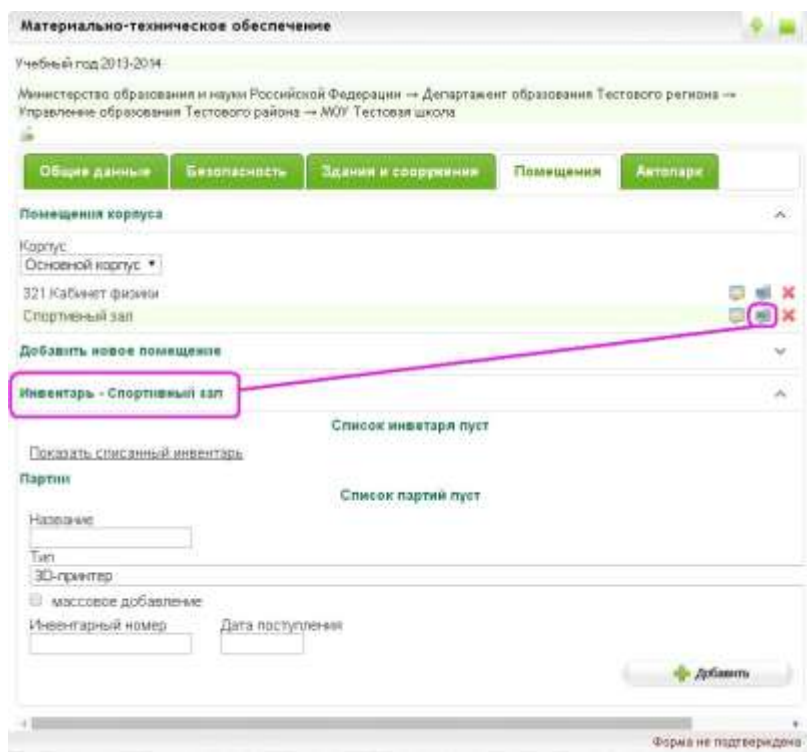 Материально-техническое обеспечение
Учебный год 2013-2014
Министерство образования и науки Российской Федерации → Департамент образования Тестового региона →
Управление образования Тестового района → МОУ Тестовая школа
Общие данные Безопасность Здания и сооружения Помещения Автопарк
Помещения корпуса
Корпус
Основной корпус
321 Кабинет физики
Спортивный зал
Добавить новое помещение
Инвентарь - Спортивный зал
Список инветаря пуст
Показать списанный инвентарь
Партии
Список партий пуст
Название
Тип
3D-принтер
массовое добавление
Инвентарный номер Дата поступления
Добавить
Форма не подтверждена